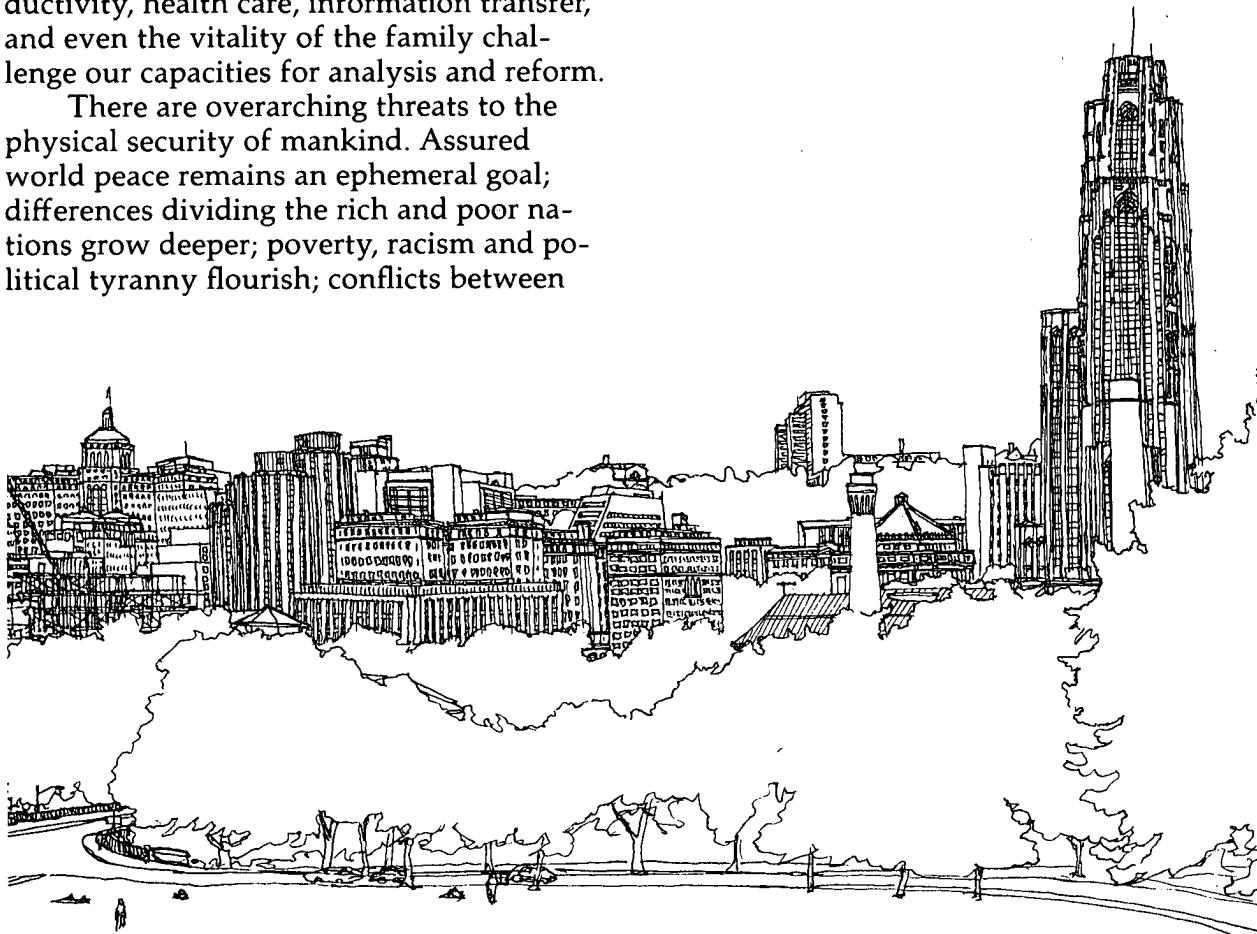 ductivity, health care, information transfer,
and even the vitality of the family chal-
lenge our capacities for analysis and reform.
There are overarching threats to the
physical security of mankind. Assured
world peace remains an ephemeral goal;
differences dividing the rich and poor na-
tions grow deeper; poverty, racism and po-
litical tyranny flourish; conflicts between